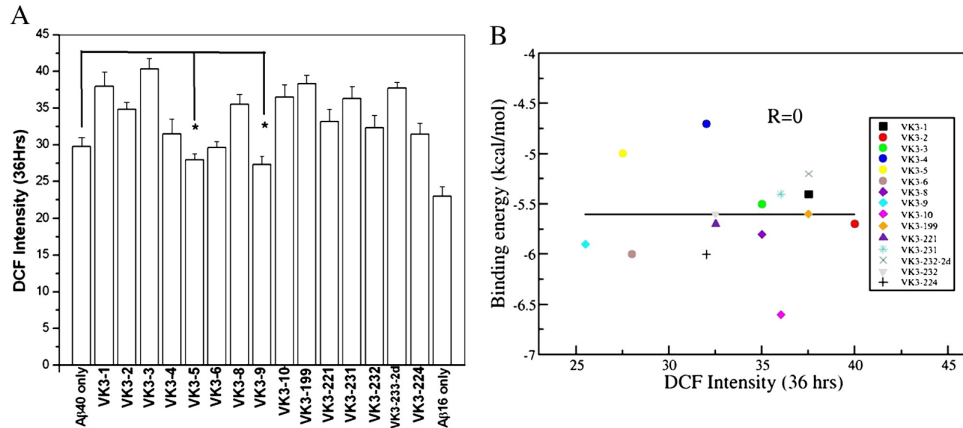 A
DCF Intensity (36Hrs)
45
40
35
30
25
20
15
10
5
0
*
*
Aβ40 only
VK3-1
VK3-2
VK3-3
VK3-4
VK3-5
VK3-6
VK3-8
VK3-9
VK3-10
VK3-199
VK3-221
VK3-231
VK3-232
VK3-233-2d
VK3-224
Aβ16 only
B
Binding energy (kcal/mol)
-4
-4.5
-5
-5.5
-6
-6.5
-7
R=0
VK3-1
VK3-2
VK3-3
VK3-4
VK3-5
VK3-6
VK3-8
VK3-9
VK3-10
VK3-199
VK3-221
VK3-231
VK3-232-2d
VK3-232
VK3-224
25
30
35
40
45
DCF Intensity (36 hrs)